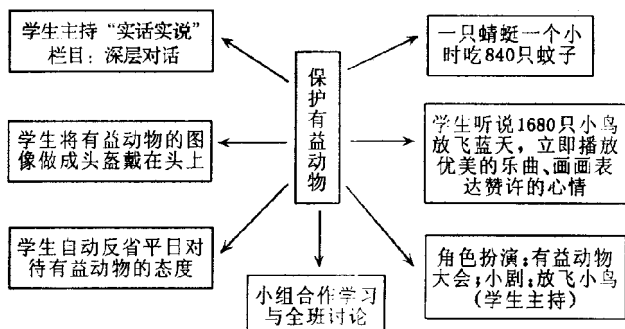 学生主持“实话实说”
栏目：深层对话
一只蜻蜓一个小
时吃840只蚊子
保护有益动物
学生将有益动物的图
像做成头盔戴在头上
学生听说1680只小鸟
放飞蓝天，立即播放
优美的乐曲、画画表
达赞许的心情
学生自动反省平日对
待有益动物的态度
小组合作学习
与全班讨论
角色扮演；有益动物
大会；小剧；放飞小鸟
(学生主持)